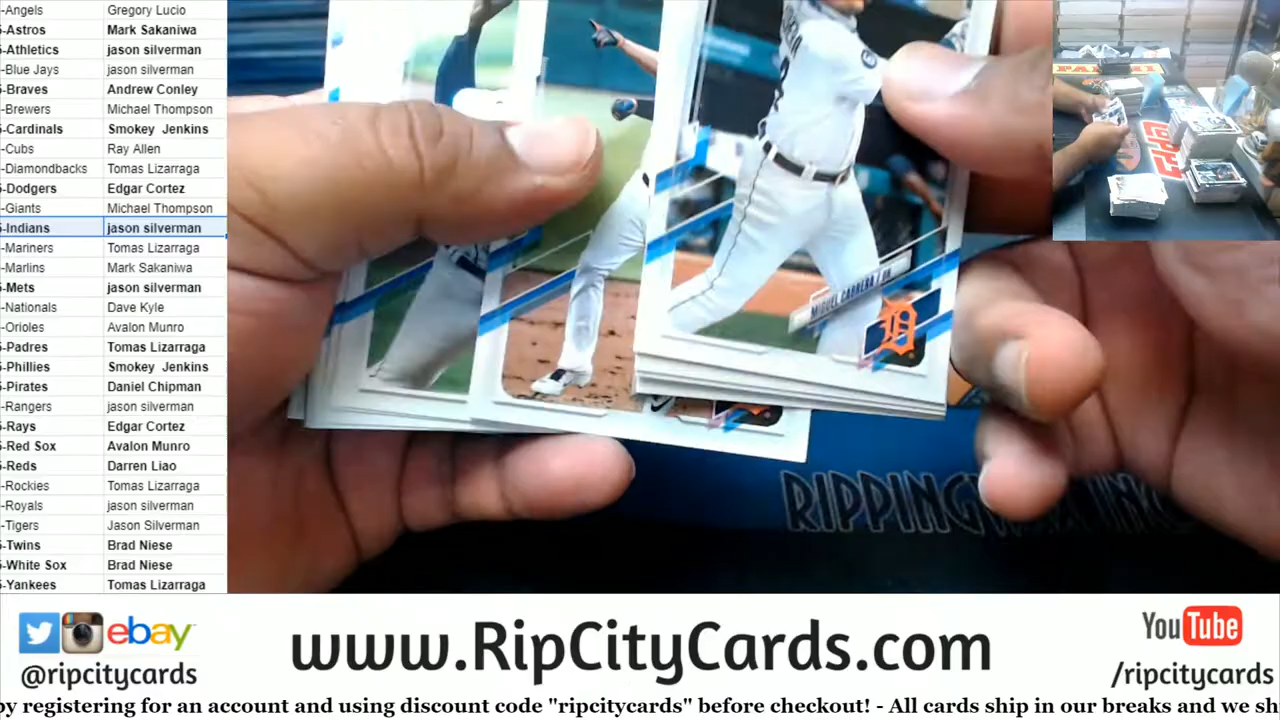 -Angels Gregory Lucio
-Astros Mark Sakaniwa
-Athletics jason silverman
-Blue Jays jason silverman
-Braves Andrew Conley
-Brewers Michael Thompson
-Cardinals Smokey Jenkins
-Cubs Ray Allen
-Diamondbacks Tomas Lizarraga
-Dodgers Edgar Cortez
-Giants Michael Thompson
-Indians jason silverman
-Mariners Tomas Lizarraga
-Marlins Mark Sakaniwa
-Mets jason silverman
-Nationals Dave Kyle
-Orioles Avalon Munro
-Padres Tomas Lizarraga
-Phillies Smokey Jenkins
-Pirates Daniel Chipman
-Rangers jason silverman
-Rays Edgar Cortez
-Red Sox Avalon Munro
-Reds Darren Liao
-Rockies Tomas Lizarraga
-Royals jason silverman
-Tigers Jason Silverman
-Twins Brad Niese
-White Sox Brad Niese
-Yankees Tomas Lizarraga
MIGUEL CABRERA / DH
D
PANINI
RIPPING
ebay
@ripcitycards
www.RipCityCards.com
YouTube
/ripcitycards
by registering for an account and using discount code "ripcitycards" before checkout! - All cards ship in our breaks and we sh